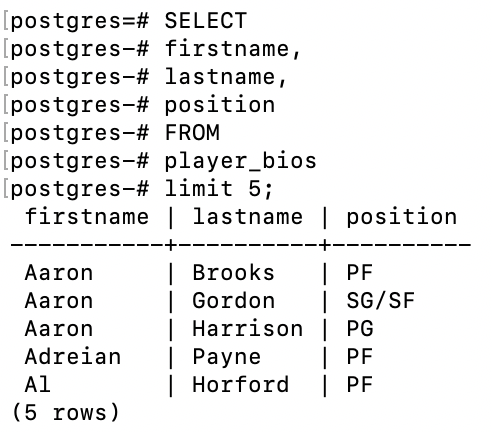 [postgres=# SELECT
[postgres-# firstname,
[postgres-# lastname,
[postgres-# position
[postgres-# FROM
[postgres-# player_bios
[postgres-# limit 5;
 firstname | lastname | position
-----------+----------+----------
 Aaron     | Brooks   | PF
 Aaron     | Gordon   | SG/SF
 Aaron     | Harrison | PG
 Adreian   | Payne    | PF
 Al        | Horford  | PF
(5 rows)